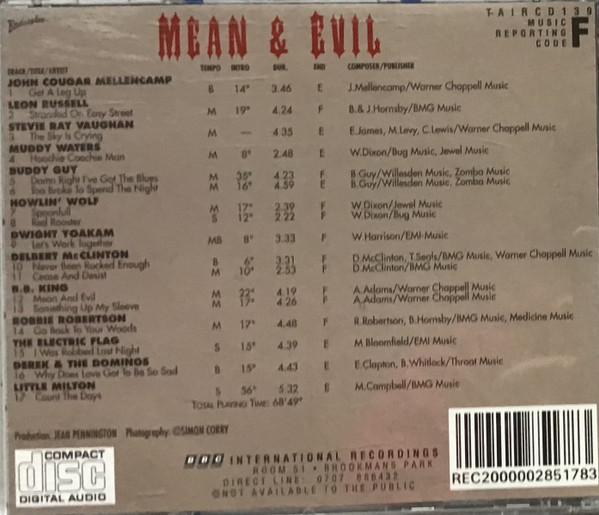 Radioplay
MEAN & EVIL
TAIRCD139
MUSIC
REPORTING
CODE F
TRACK/TITLE/ARTIST TEMPO INTRO DUR. END COMPOSER/PUBLISHER
JOHN COUGAR MELLENCAMP
1 Get A Leg Up B 14" 3.46 E J.Mellencamp/Warner Chappell Music
LEON RUSSELL
2 Stranded On Easy Street M 19" 4.24 F B.& J.Hornsby/BMG Music
STEVIE RAY VAUGHAN
3 The Sky Is Crying M — 4.35 E E.James, M.Levy, C.Lewis/Warner Chappell Music
MUDDY WATERS
4 Hoochie Coochie Man M 8" 2.48 E W.Dixon/Bug Music, Jewel Music
BUDDY GUY
5 Damn Right I've Got The Blues M 35" 4.23 F B.Guy/Willesden Music, Zomba Music
6 Too Broke To Spend The Night M 16" 4.59 E B.Guy/Willesden Music, Zomba Music
HOWLIN' WOLF
7 Spoonfull M 17" 2.39 F W.Dixon/Jewel Music
8 Red Rooster S 12" 2.22 F W.Dixon/Bug Music
DWIGHT YOAKAM
9 Let's Work Together MB 8" 3.33 F W.Harrison/EMI Music
DELBERT McCLINTON
10 Never Been Rocked Enough B 6" 3.31 F D.McClinton, T.Seals/BMG Music, Warner Chappell Music
11 Cease And Desist M 10" 2.53 F D.McClinton/BMG Music
B.B. KING
12 Mean And Evil M 22" 4.19 F A.Adams/Warner Chappell Music
13 Something Up My Sleeve M 17" 4.26 F A.Adams/Warner Chappell Music
ROBBIE ROBERTSON
14 Go Back To Your Woods M 17" 4.48 F R.Robertson, B.Hornsby/BMG Music, Medicine Music
THE ELECTRIC FLAG
15 I Was Robbed Last Night S 15" 4.39 E M.Bloomfield/EMI Music
DEREK & THE DOMINOS
16 Why Does Love Got To Be So Sad B 15" 4.43 E E.Clapton, B.Whitlock/Throat Music
LITTLE MILTON
17 Count The Days S 56" 5.32 E M.Campbell/BMG Music
TOTAL PLAYING TIME: 68'49"
Production: JEAN PENNINGTON Photography: ©SIMON CORRY
COMPACT
disc
DIGITAL AUDIO
BBC INTERNATIONAL RECORDINGS
ROOM 51 • BROOKMANS PARK
DIRECT LINE: 0707 666432
©NOT AVAILABLE TO THE PUBLIC
REC2000002851783